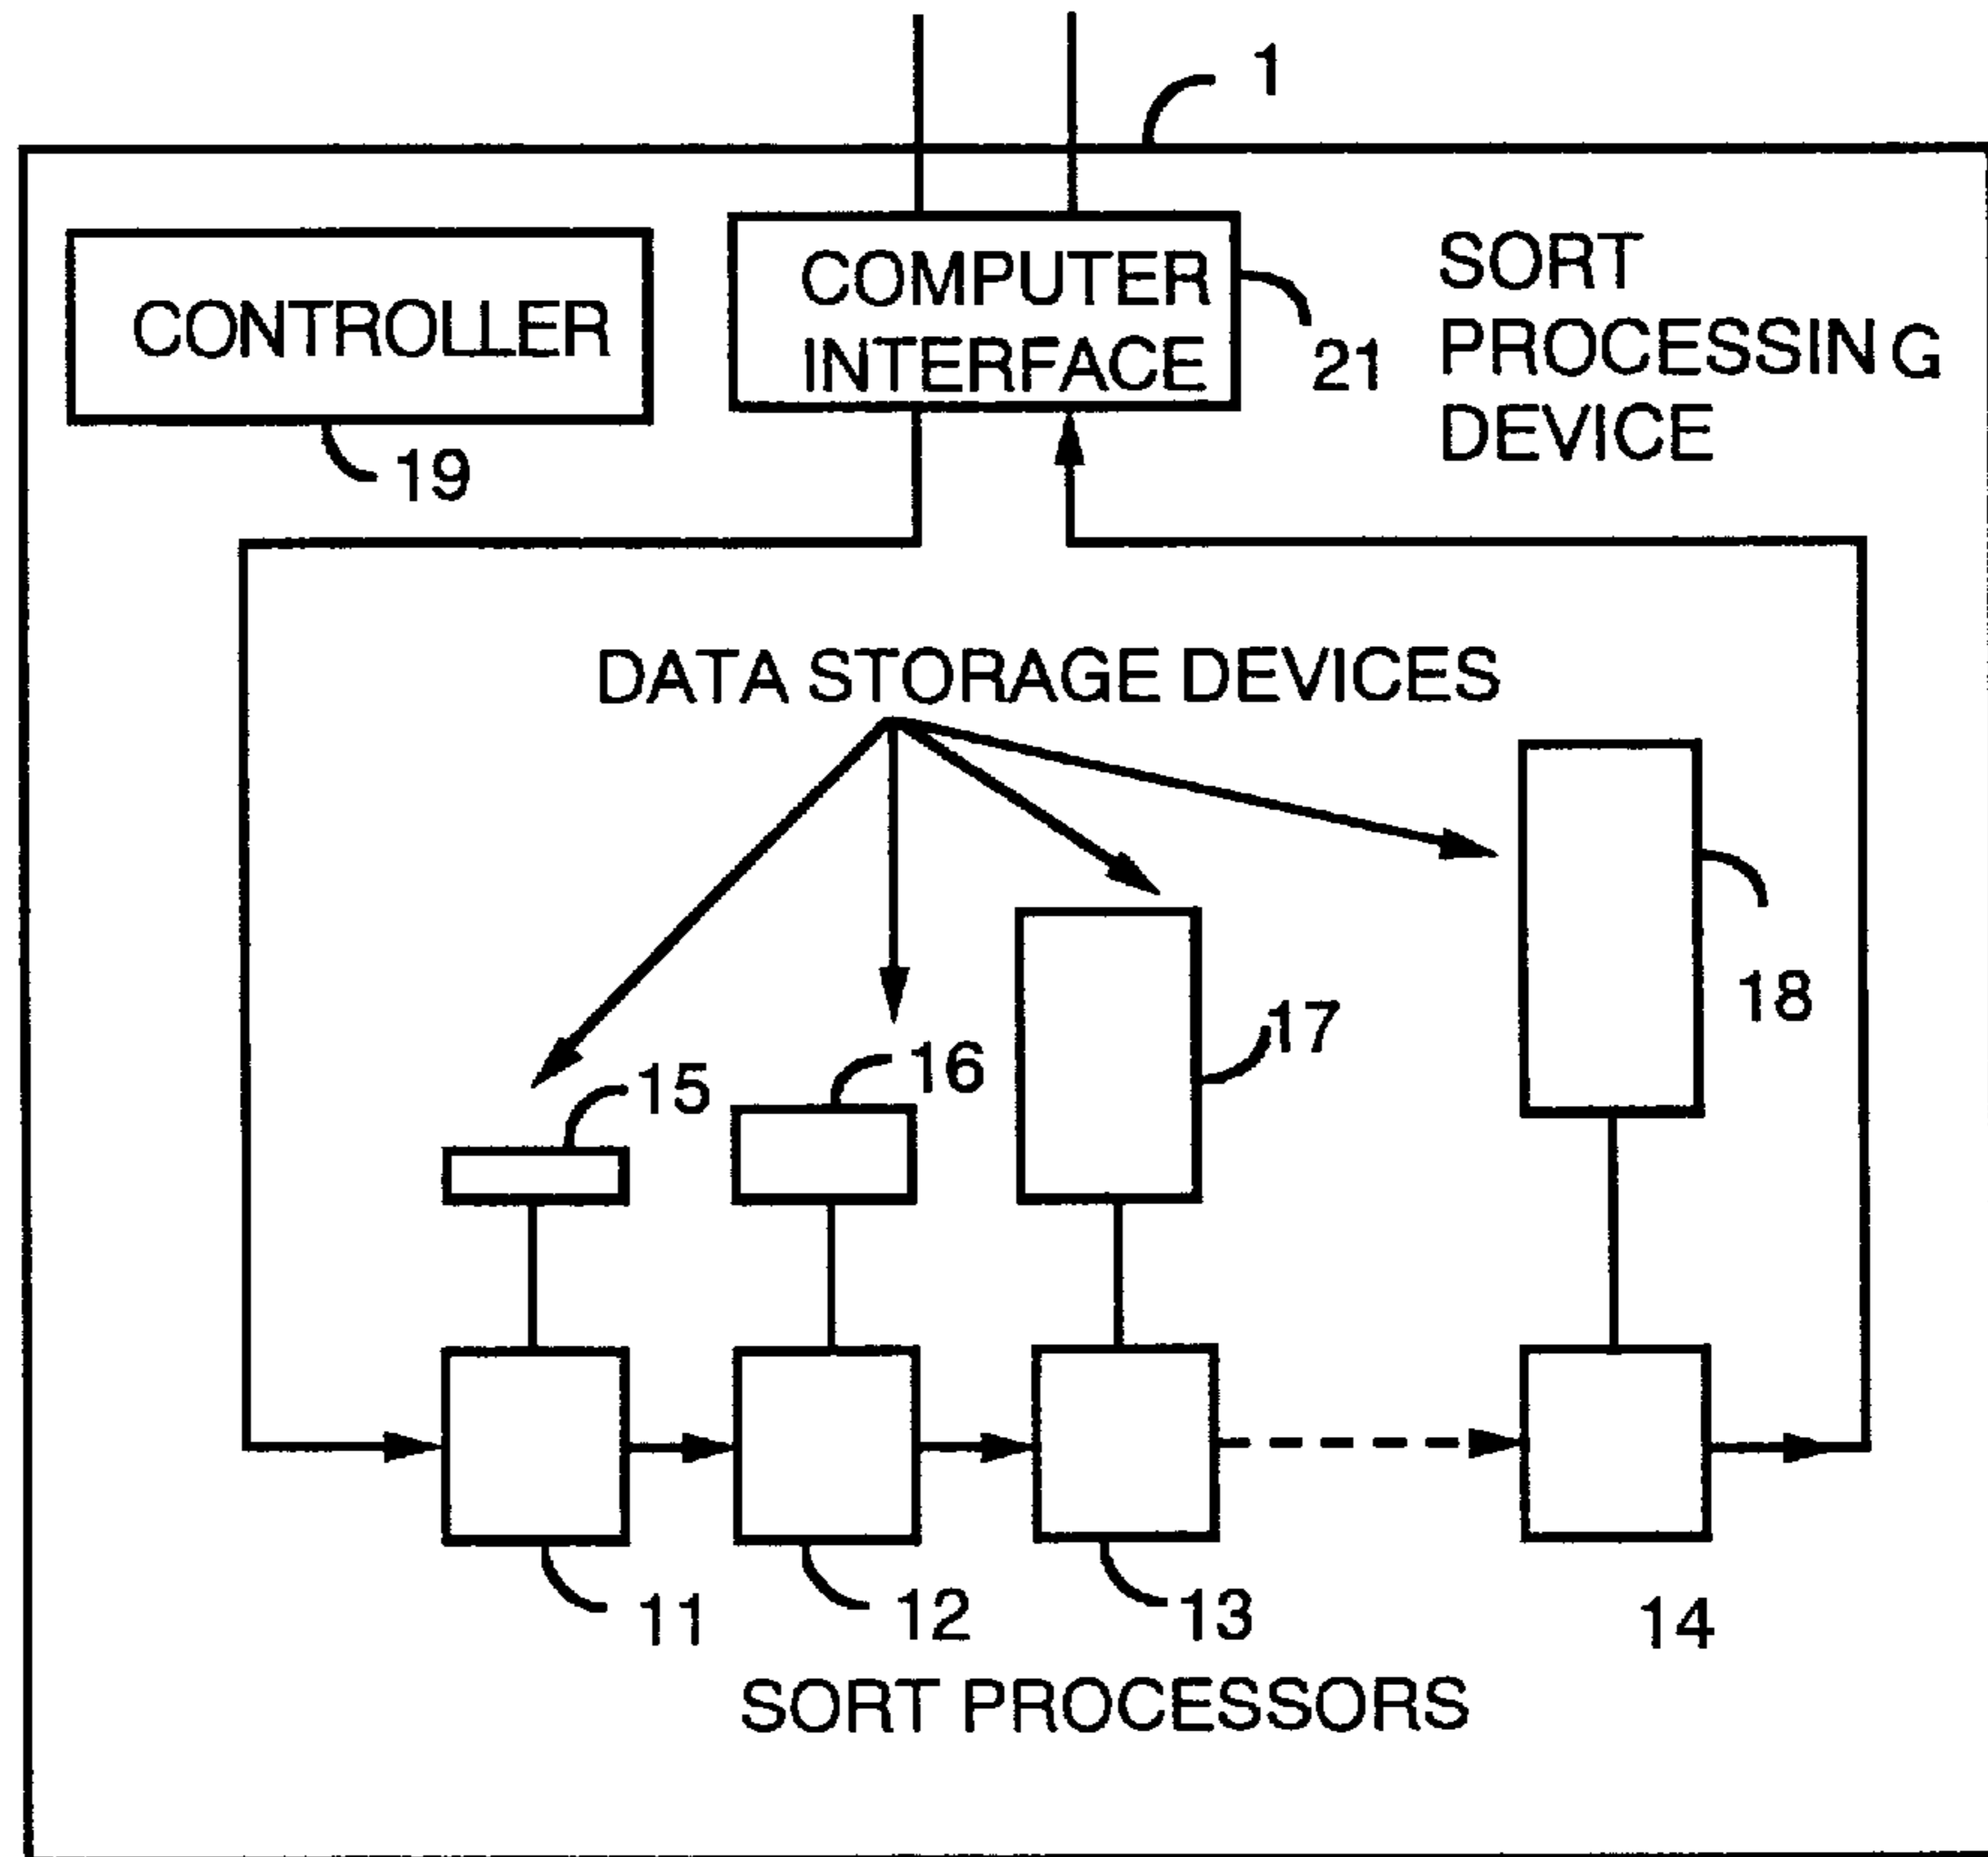 1
CONTROLLER
19
COMPUTER
INTERFACE
21
SORT
PROCESSING
DEVICE
DATA STORAGE DEVICES
15
16
17
18
11
12
13
14
SORT PROCESSORS